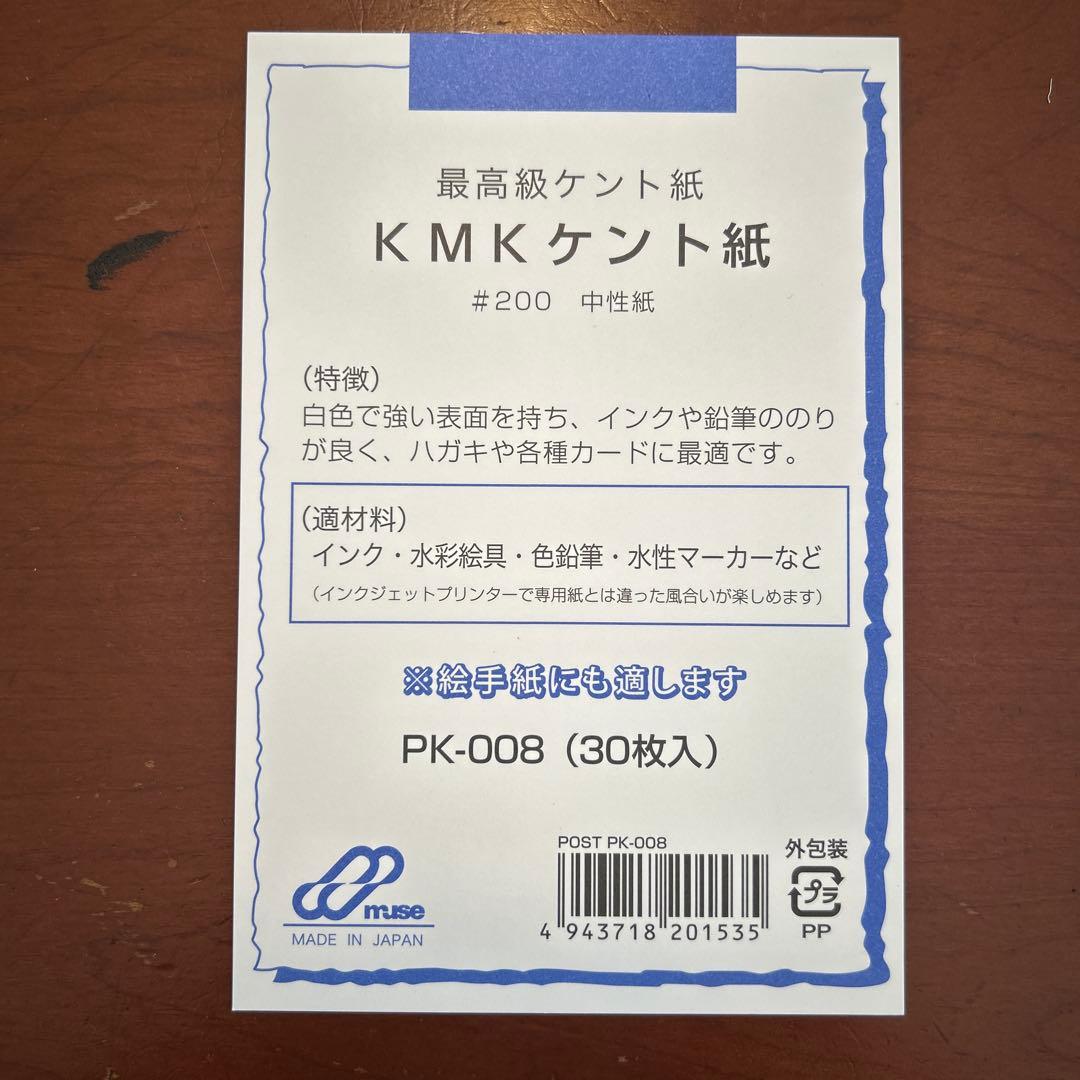 最高級ケント紙
KMKケント紙
#200 中性紙
（特徴）
白色で強い表面を持ち、インクや鉛筆ののり
が良く、ハガキや各種カードに最適です。
（適材料）
インク・水彩絵具・色鉛筆・水性マーカーなど
（インクジェットプリンターで専用紙とは違った風合いが楽しめます）
※絵手紙にも適します
PK-008（30枚入）
muse
MADE IN JAPAN
POST PK-008
4 943718 201535
外包装
プラ
PP